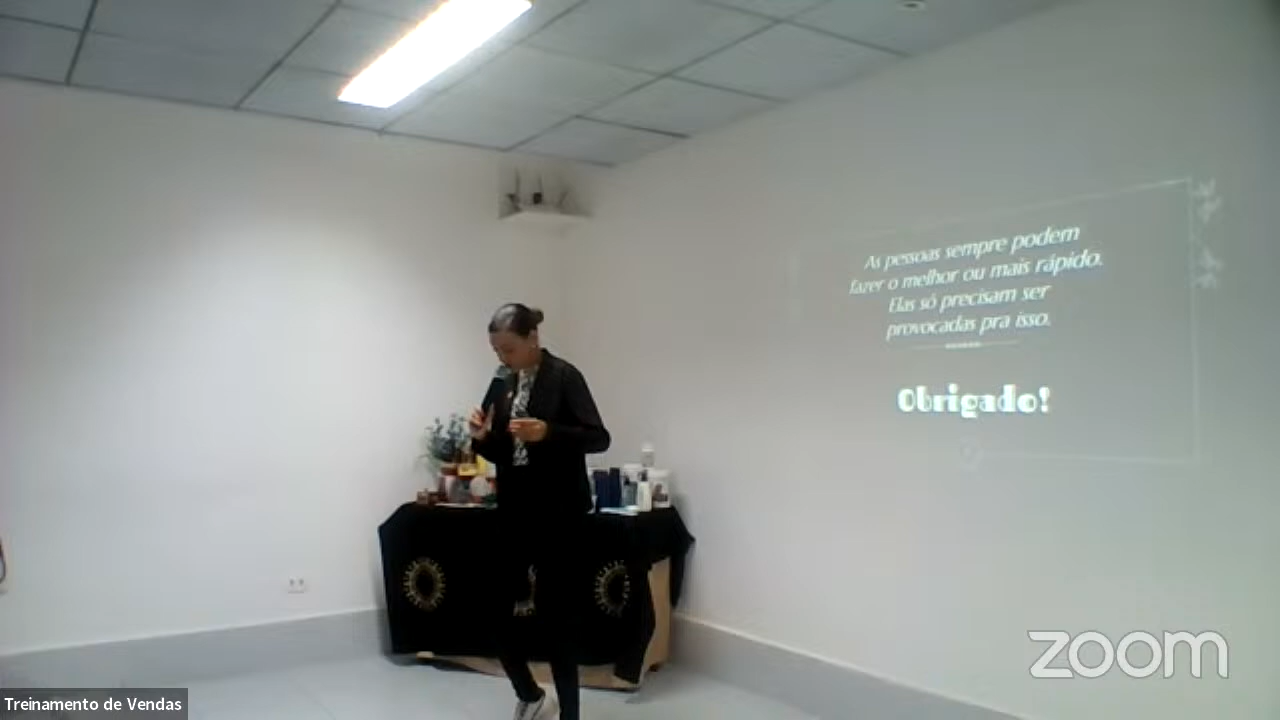 As pessoas sempre podem
fazer o melhor ou mais rápido.
Elas só precisam ser
provocadas pra isso.
Obrigado!
zoom
Treinamento de Vendas